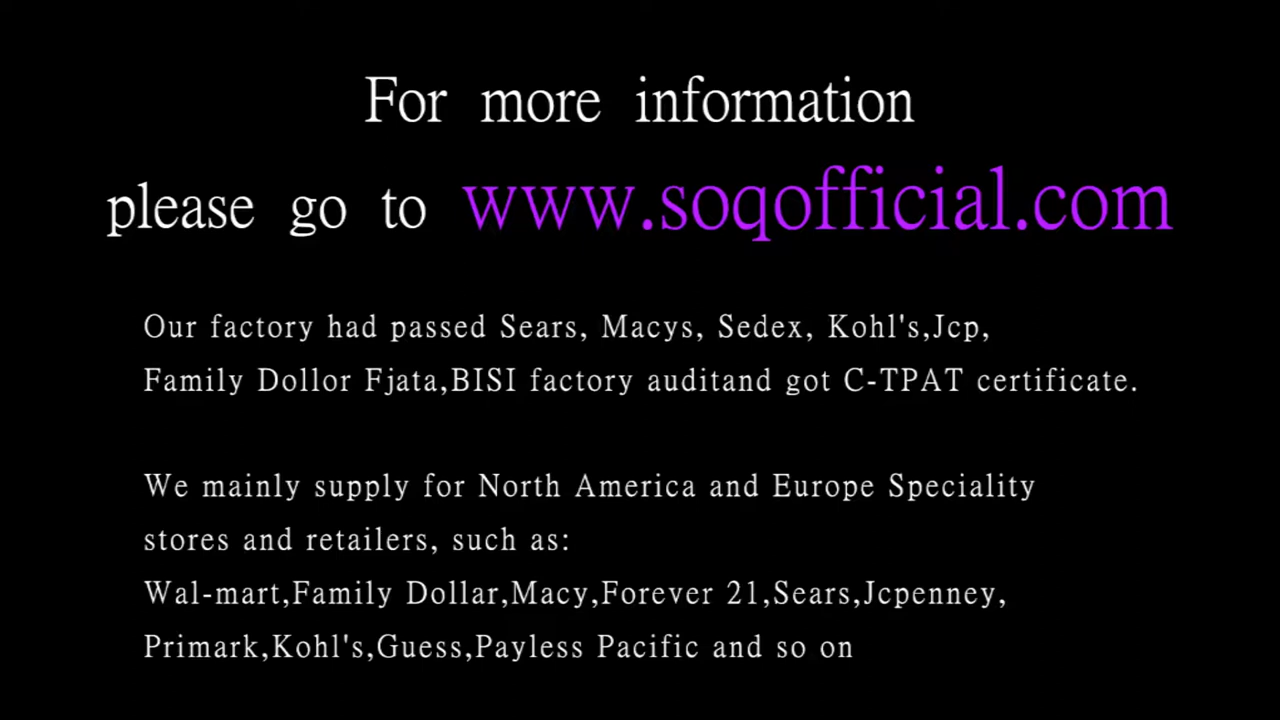 For more information
please go to www.soqofficial.com
Our factory had passed Sears, Macys, Sedex, Kohl's,Jcp,
Family Dollor Fjata,BISI factory auditand got C-TPAT certificate.
We mainly supply for North America and Europe Speciality
stores and retailers, such as:
Wal-mart,Family Dollar,Macy,Forever 21,Sears,Jcpenney,
Primark,Kohl's,Guess,Payless Pacific and so on